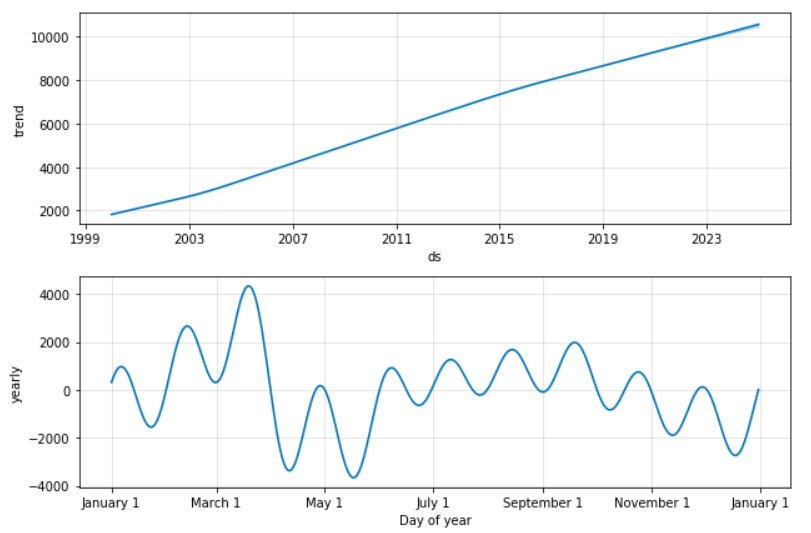 10000
8000
6000
4000
2000
trend
1999 2003 2007 2011 2015 2019 2023
ds
4000
2000
0
−2000
−4000
yearly
January 1 March 1 May 1 July 1 September 1 November 1 January 1
Day of year